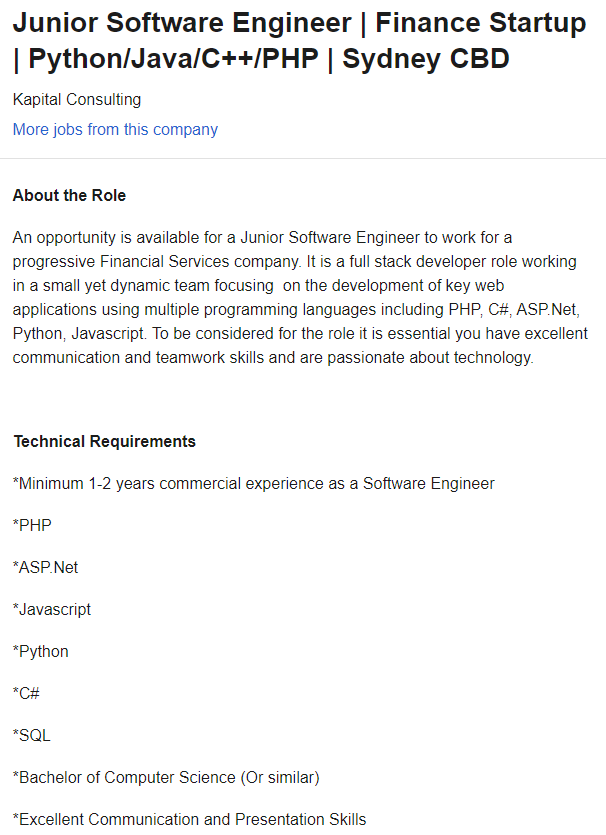 Junior Software Engineer | Finance Startup
| Python/Java/C++/PHP | Sydney CBD
Kapital Consulting
More jobs from this company
About the Role
An opportunity is available for a Junior Software Engineer to work for a
progressive Financial Services company. It is a full stack developer role working
in a small yet dynamic team focusing  on the development of key web
applications using multiple programming languages including PHP, C#, ASP.Net,
Python, Javascript. To be considered for the role it is essential you have excellent
communication and teamwork skills and are passionate about technology.
Technical Requirements
*Minimum 1-2 years commercial experience as a Software Engineer
*PHP
*ASP.Net
*Javascript
*Python
*C#
*SQL
*Bachelor of Computer Science (Or similar)
*Excellent Communication and Presentation Skills